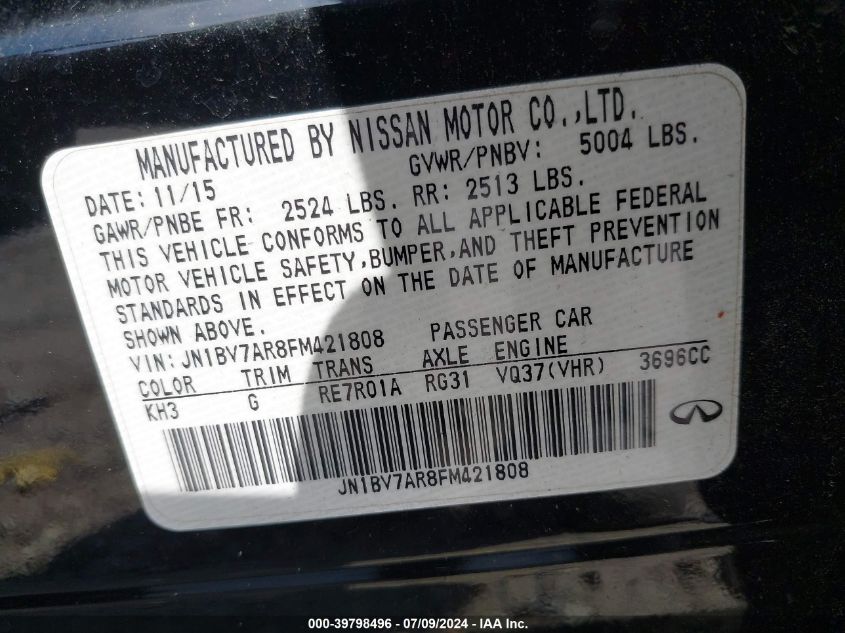 MANUFACTURED BY NISSAN MOTOR CO.,LTD.
DATE: 11/15 GVWR/PNBV: 5004 LBS.
GAWR/PNBE FR: 2524 LBS. RR: 2513 LBS.
THIS VEHICLE CONFORMS TO ALL APPLICABLE FEDERAL
MOTOR VEHICLE SAFETY,BUMPER,AND THEFT PREVENTION
STANDARDS IN EFFECT ON THE DATE OF MANUFACTURE
SHOWN ABOVE.
VIN:JN1BV7AR8FM421808 PASSENGER CAR
COLOR TRIM TRANS AXLE ENGINE
KH3 G RE7R01A RG31 VQ37(VHR) 3696CC
JN1BV7AR8FM421808
000-39798496 - 07/09/2024 - IAA Inc.